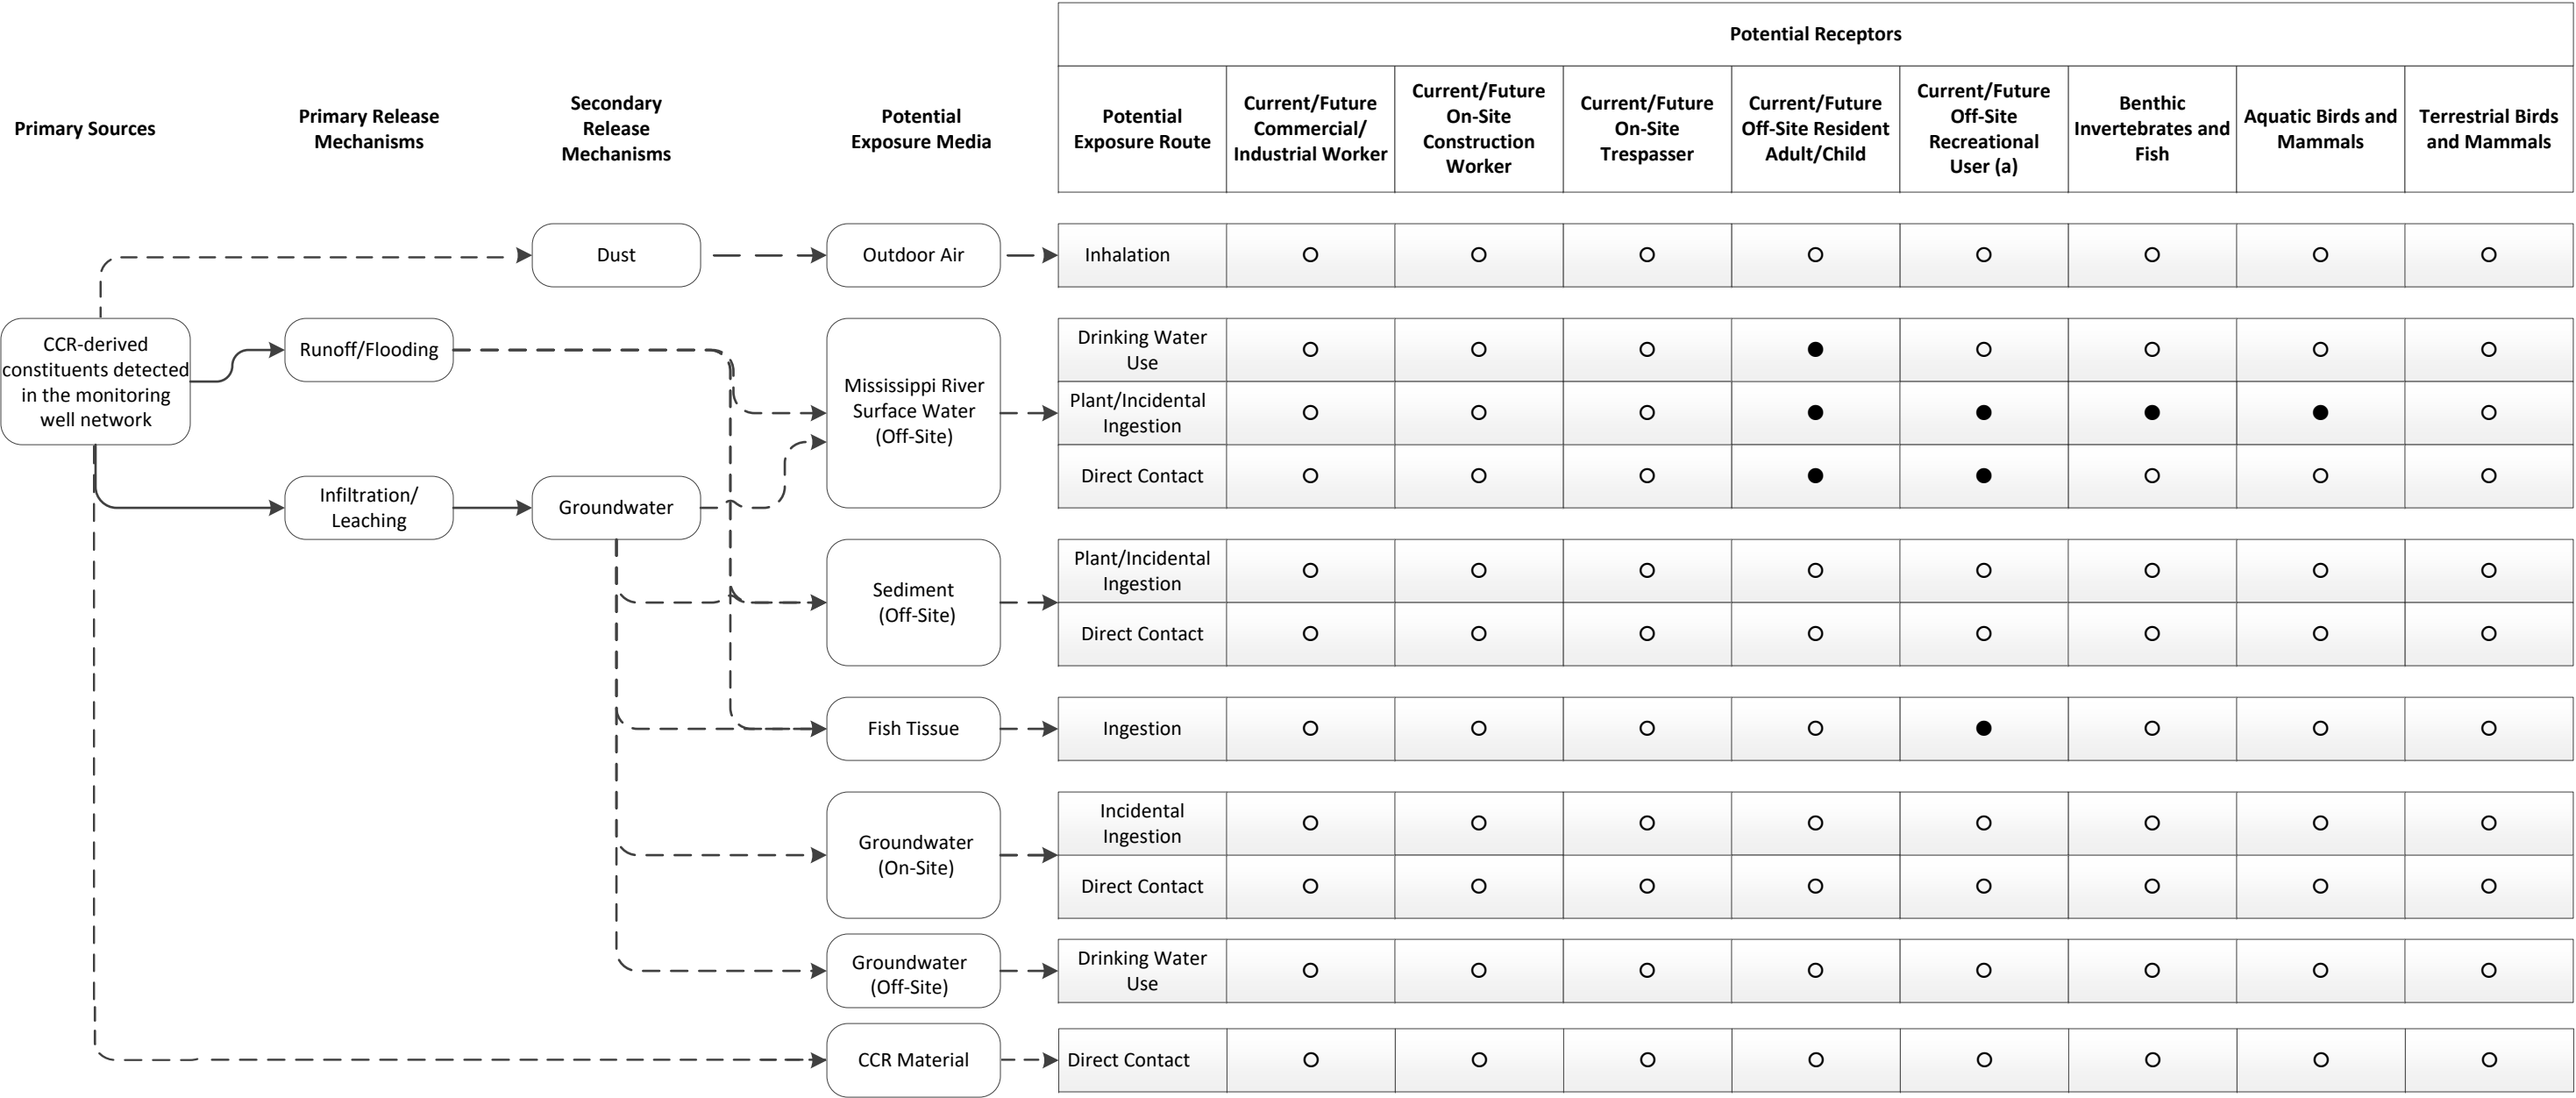 Potential Receptors
Primary Sources
Primary Release
Mechanisms
Secondary
Release
Mechanisms
Potential
Exposure Media
Potential
Exposure Route
Current/Future
Commercial/
Industrial Worker
Current/Future
On-Site
Construction
Worker
Current/Future
On-Site
Trespasser
Current/Future
Off-Site Resident
Adult/Child
Current/Future
Off-Site
Recreational
User (a)
Benthic
Invertebrates and
Fish
Aquatic Birds and
Mammals
Terrestrial Birds
and Mammals
Dust
Outdoor Air
Inhalation
CCR-derived
constituents detected
in the monitoring
well network
Runoff/Flooding
Mississippi River
Surface Water
(Off-Site)
Drinking Water
Use
Plant/Incidental
Ingestion
Direct Contact
Infiltration/
Leaching
Groundwater
Sediment
(Off-Site)
Plant/Incidental
Ingestion
Direct Contact
Fish Tissue
Ingestion
Groundwater
(On-Site)
Incidental
Ingestion
Direct Contact
Groundwater
(Off-Site)
Drinking Water
Use
CCR Material
Direct Contact